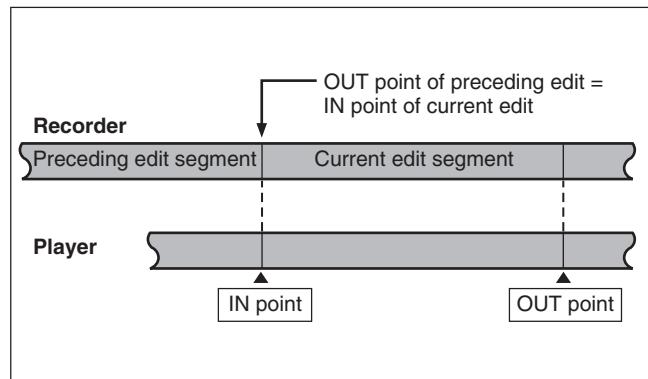 OUT point of preceding edit =
IN point of current edit
Recorder
Preceding edit segment
Current edit segment
Player
IN point
OUT point